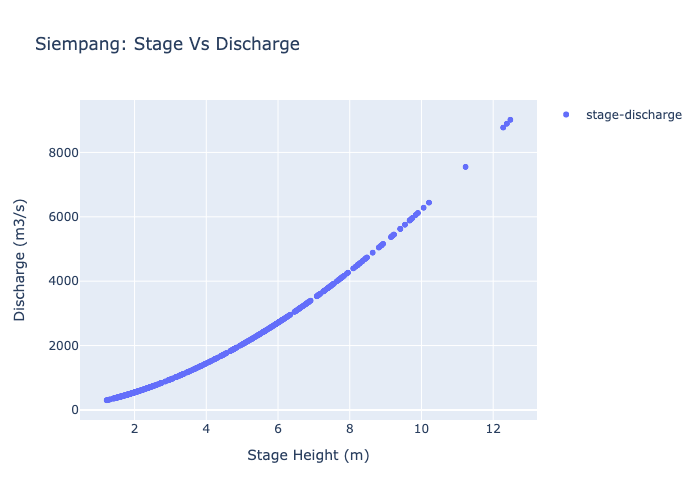 Siempang: Stage Vs Discharge
stage-discharge
8000
6000
4000
2000
0
Discharge (m3/s)
2 4 6 8 10 12
Stage Height (m)